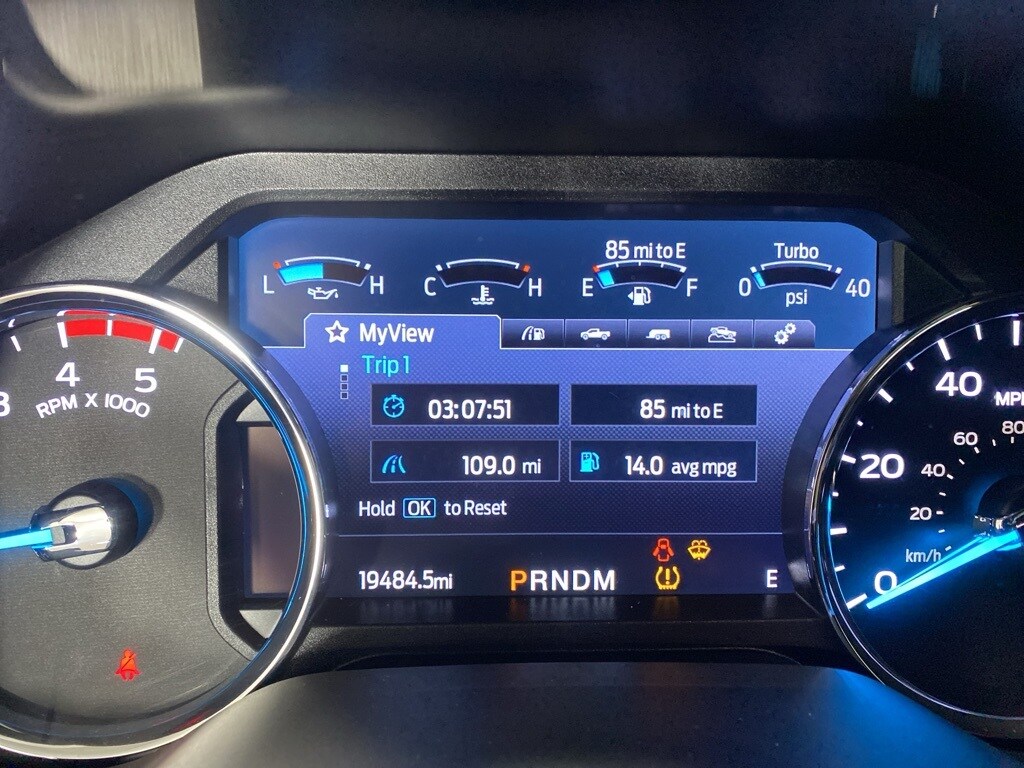 85 mi to E
Turbo
L H
C H
E F
0 40
psi
MyView
Trip 1
03:07:51
85 mi to E
109.0 mi
14.0 avg mpg
Hold OK to Reset
19484.5mi
PRNDM
E
3 4 5
RPM X 1000
40
MPH
80
60
20
40
20
km/h
0